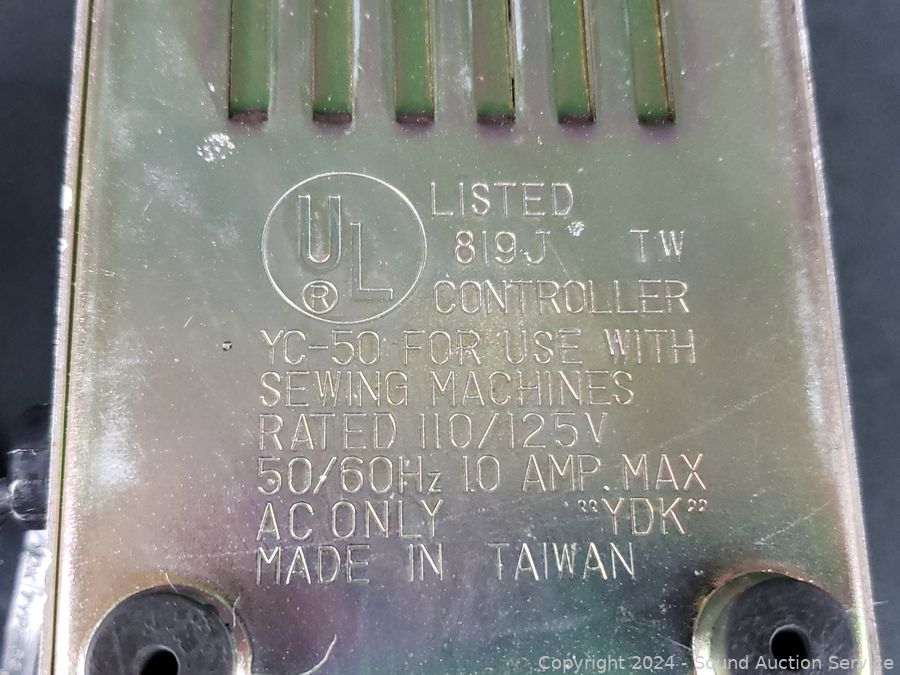 UL
®
LISTED
819J TW
CONTROLLER
YC-50 FOR USE WITH
SEWING MACHINES
RATED 110/125V
50/60Hz 1.0 AMP. MAX
AC ONLY "YDK"
MADE IN TAIWAN
Copyright 2024 - Sound Auction Service